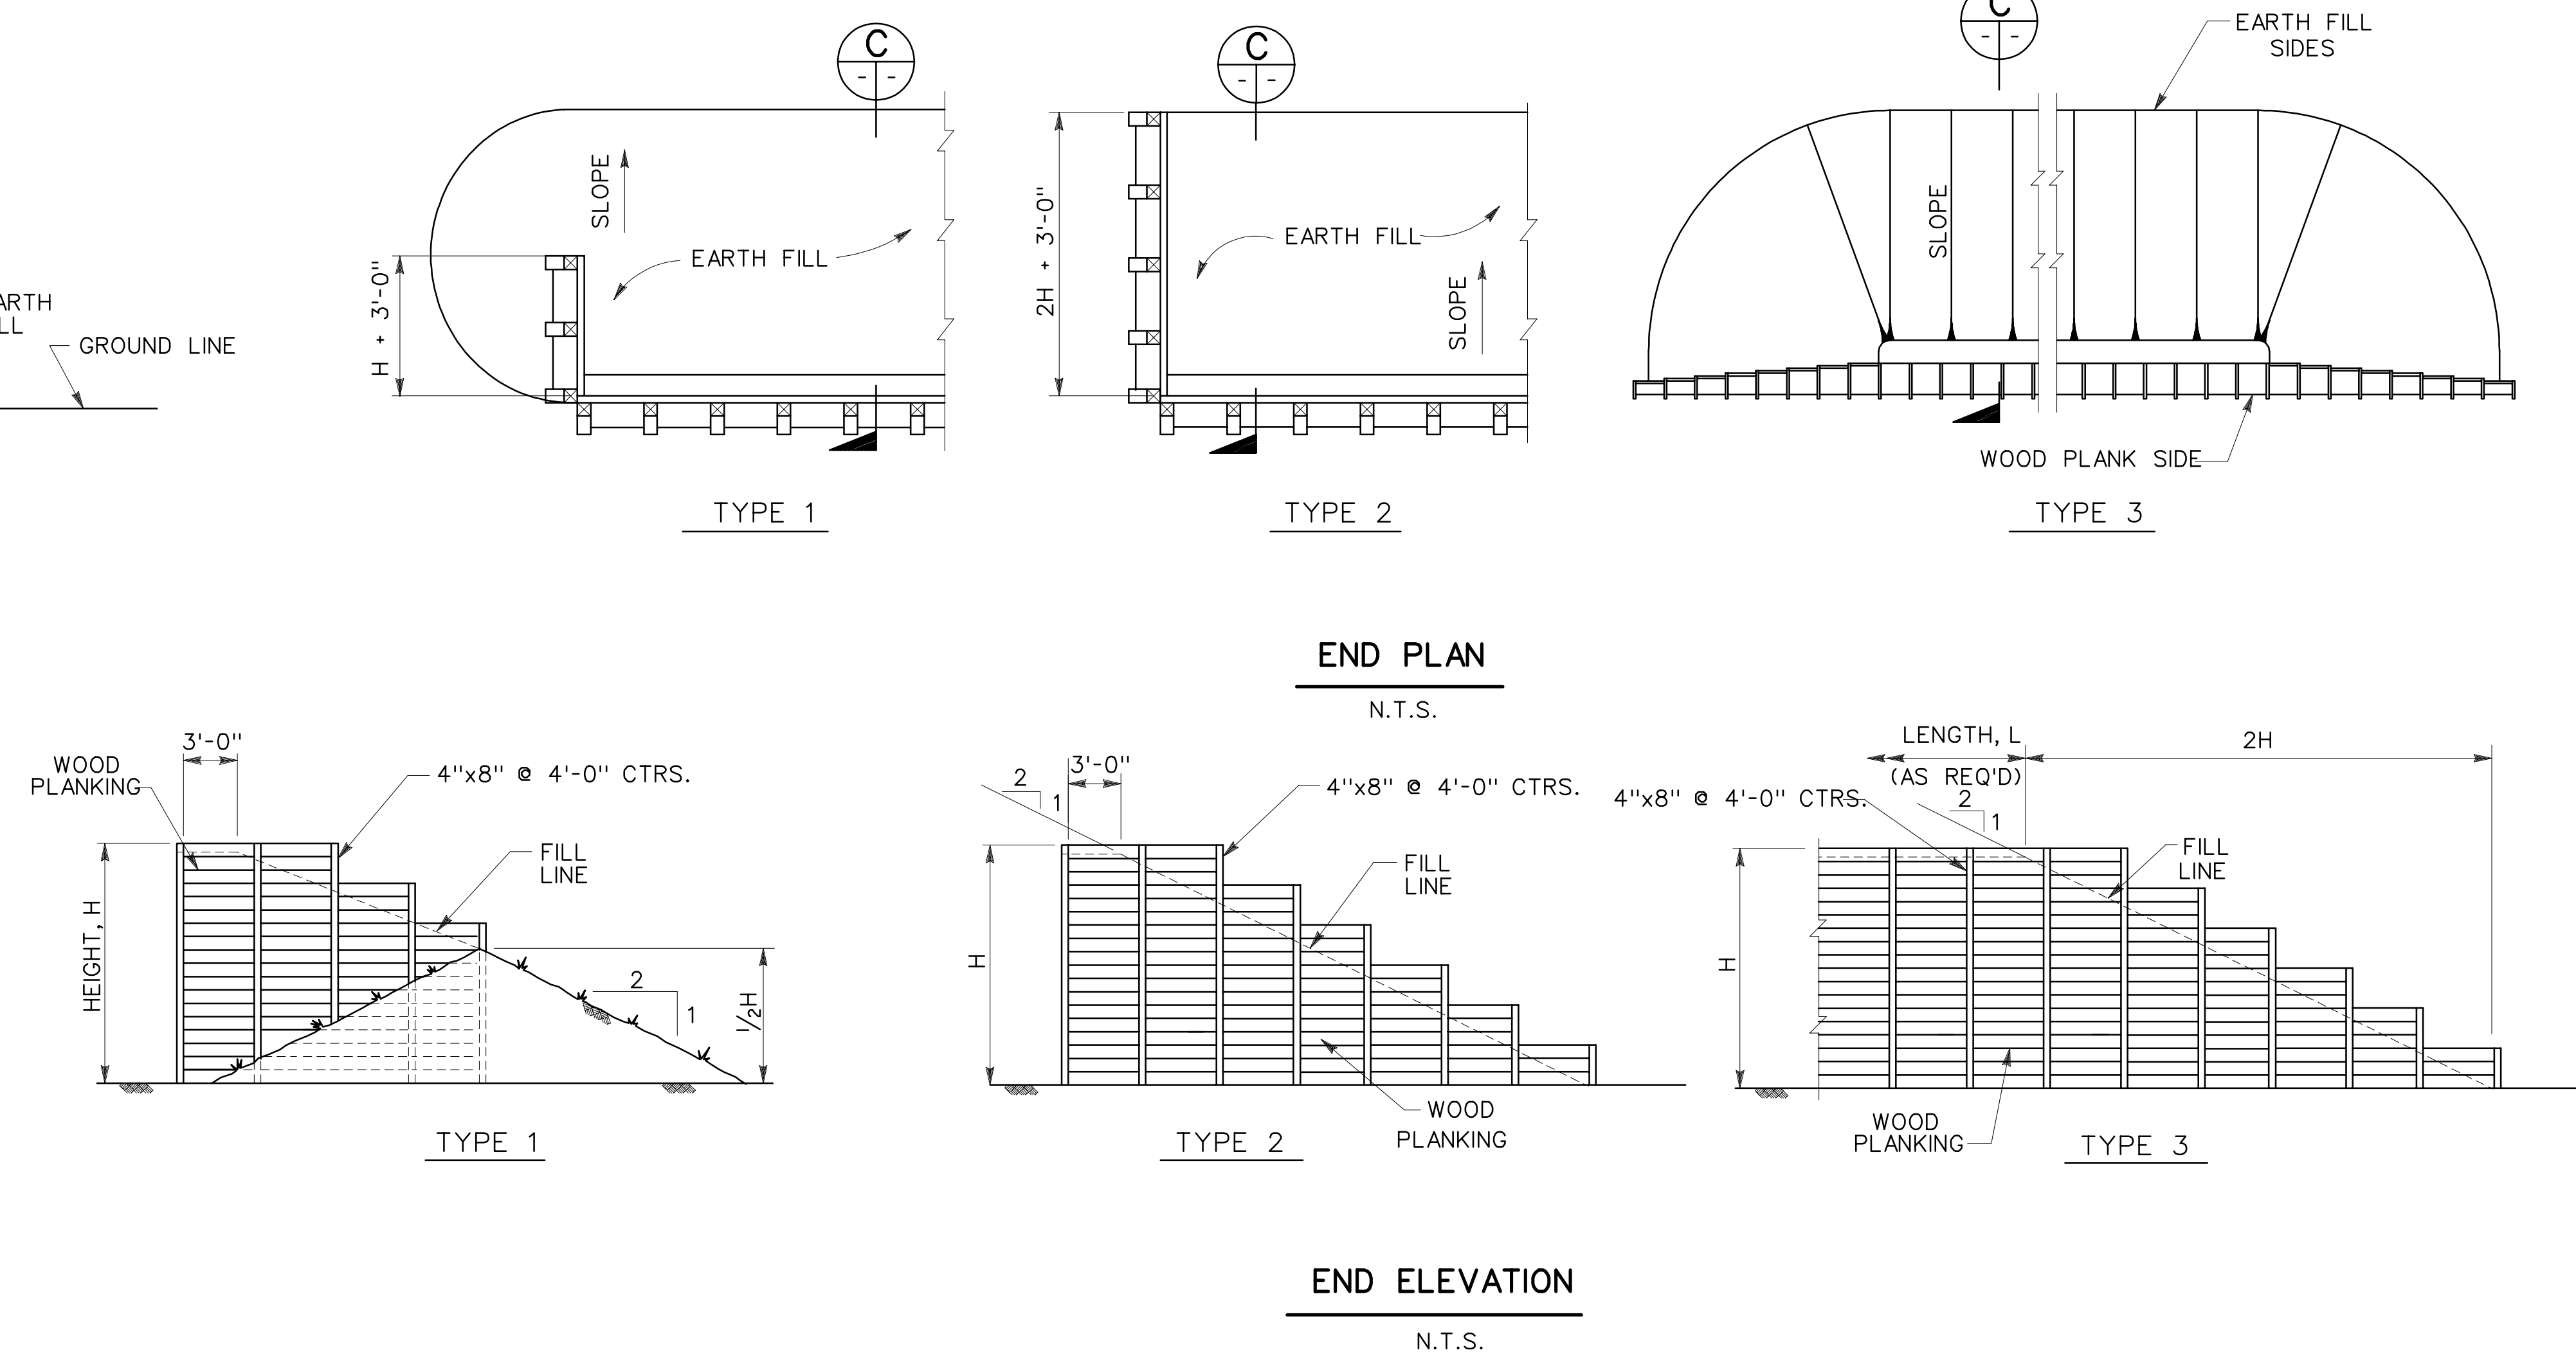 C
- -
C
- -
C
- -
EARTH FILL
SIDES
SLOPE
EARTH FILL
H + 3'-0"
SLOPE
EARTH FILL
2H + 3'-0"
SLOPE
GROUND LINE
WOOD PLANK SIDE
TYPE 1
TYPE 2
TYPE 3
END PLAN
N.T.S.
3'-0"
WOOD
PLANKING
4"x8" @ 4'-0" CTRS.
FILL
LINE
HEIGHT, H
2
1
1/2H
TYPE 1
2
1
3'-0"
4"x8" @ 4'-0" CTRS.
FILL
LINE
H
WOOD
PLANKING
TYPE 2
LENGTH, L
(AS REQ'D)
2H
4"x8" @ 4'-0" CTRS.
2
1
FILL
LINE
H
WOOD
PLANKING
TYPE 3
END ELEVATION
N.T.S.